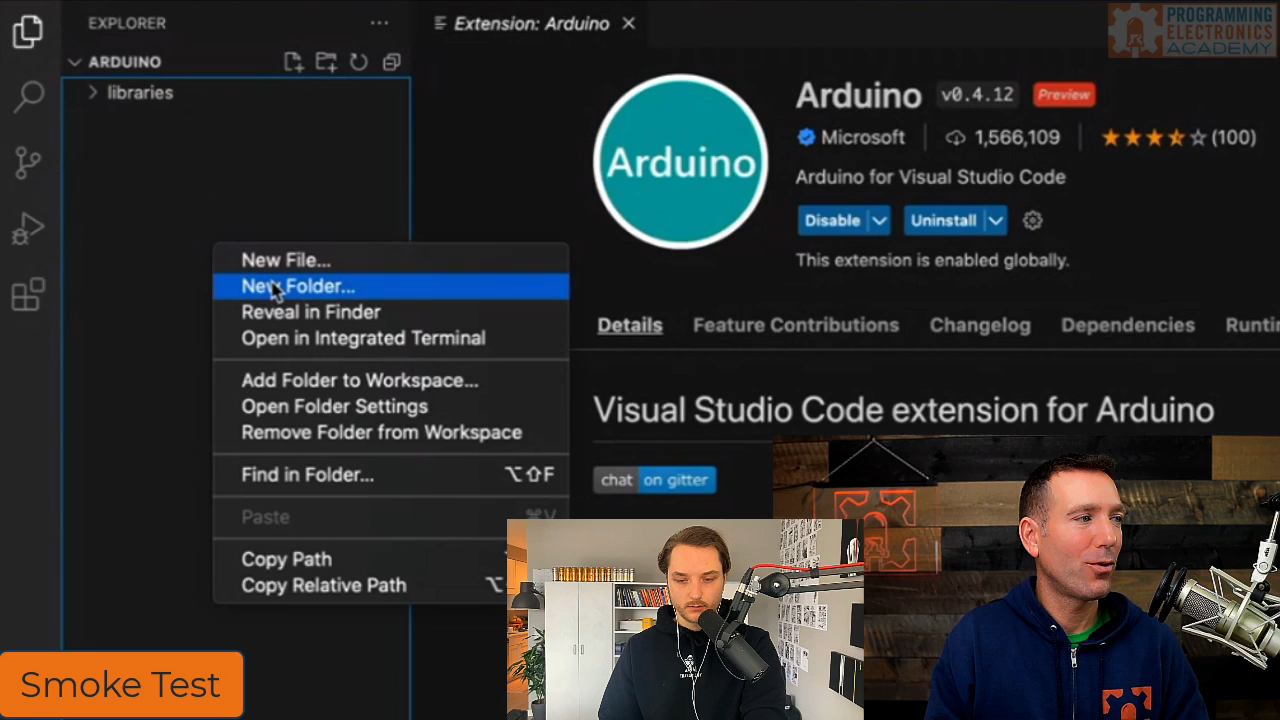 EXPLORER
Extension: Arduino
PROGRAMMING
ELECTRONICS
ACADEMY
ARDUINO
libraries
Arduino
Arduino v0.4.12 Preview
Microsoft 1,566,109 (100)
Arduino for Visual Studio Code
Disable Uninstall
This extension is enabled globally.
Details Feature Contributions Changelog Dependencies Runti
New File...
New Folder...
Reveal in Finder
Open in Integrated Terminal
Add Folder to Workspace...
Open Folder Settings
Remove Folder from Workspace
Find in Folder... ⌥⇧F
Paste ⌘V
Copy Path
Copy Relative Path ⌥
Visual Studio Code extension for Arduino
chat on gitter
Smoke Test